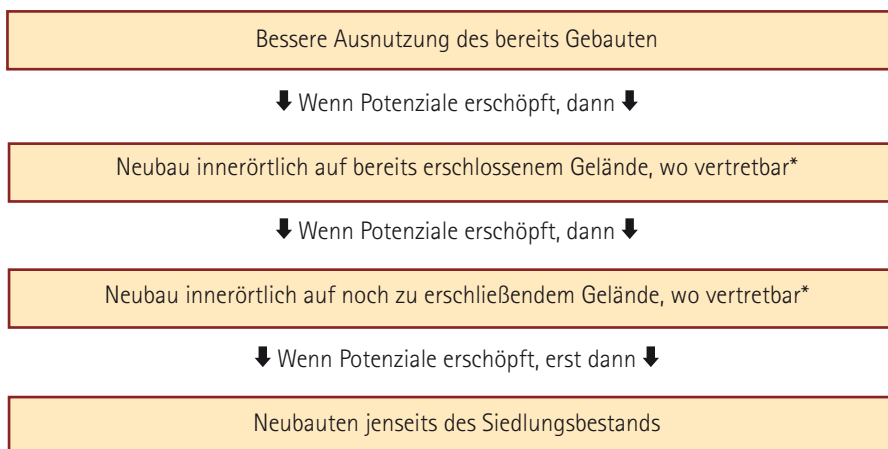 Bessere Ausnutzung des bereits Gebauten
⬇ Wenn Potenziale erschöpft, dann ⬇
Neubau innerörtlich auf bereits erschlossenem Gelände, wo vertretbar*
⬇ Wenn Potenziale erschöpft, dann ⬇
Neubau innerörtlich auf noch zu erschließendem Gelände, wo vertretbar*
⬇ Wenn Potenziale erschöpft, erst dann ⬇
Neubauten jenseits des Siedlungsbestands